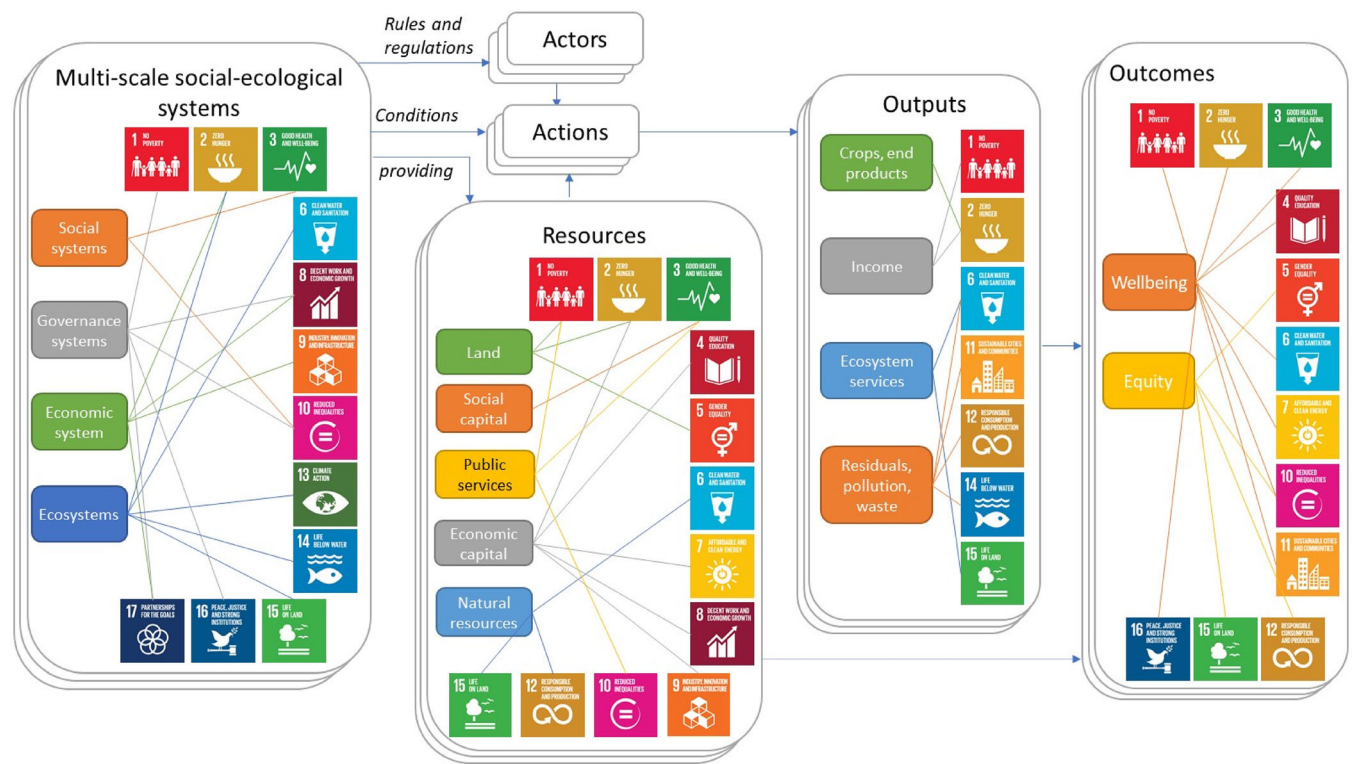 Rules and
regulations
Actors
Conditions
Actions
providing
Multi-scale social-ecological
systems
1 NO
POVERTY
2 ZERO
HUNGER
3 GOOD HEALTH
AND WELL-BEING
Social
systems
Governance
systems
Economic
system
Ecosystems
6 CLEAN WATER
AND SANITATION
8 DECENT WORK AND
ECONOMIC GROWTH
9 INDUSTRY, INNOVATION
AND INFRASTRUCTURE
10 REDUCED
INEQUALITIES
13 CLIMATE
ACTION
14 LIFE
BELOW WATER
17 PARTNERSHIPS
FOR THE GOALS
16 PEACE, JUSTICE
AND STRONG
INSTITUTIONS
15 LIFE
ON LAND
Resources
1 NO
POVERTY
2 ZERO
HUNGER
3 GOOD HEALTH
AND WELL-BEING
Land
Social
capital
Public
services
Economic
capital
Natural
resources
4 QUALITY
EDUCATION
5 GENDER
EQUALITY
6 CLEAN WATER
AND SANITATION
7 AFFORDABLE AND
CLEAN ENERGY
8 DECENT WORK AND
ECONOMIC GROWTH
15 LIFE
ON LAND
12 RESPONSIBLE
CONSUMPTION
AND PRODUCTION
10 REDUCED
INEQUALITIES
9 INDUSTRY, INNOVATION
AND INFRASTRUCTURE
Outputs
Crops, end
products
Income
Ecosystem
services
Residuals,
pollution,
waste
1 NO
POVERTY
2 ZERO
HUNGER
6 CLEAN WATER
AND SANITATION
11 SUSTAINABLE CITIES
AND COMMUNITIES
12 RESPONSIBLE
CONSUMPTION
AND PRODUCTION
14 LIFE
BELOW WATER
15 LIFE
ON LAND
Outcomes
1 NO
POVERTY
2 ZERO
HUNGER
3 GOOD HEALTH
AND WELL-BEING
Wellbeing
Equity
4 QUALITY
EDUCATION
5 GENDER
EQUALITY
6 CLEAN WATER
AND SANITATION
7 AFFORDABLE AND
CLEAN ENERGY
10 REDUCED
INEQUALITIES
11 SUSTAINABLE CITIES
AND COMMUNITIES
16 PEACE, JUSTICE
AND STRONG
INSTITUTIONS
15 LIFE
ON LAND
12 RESPONSIBLE
CONSUMPTION
AND PRODUCTION